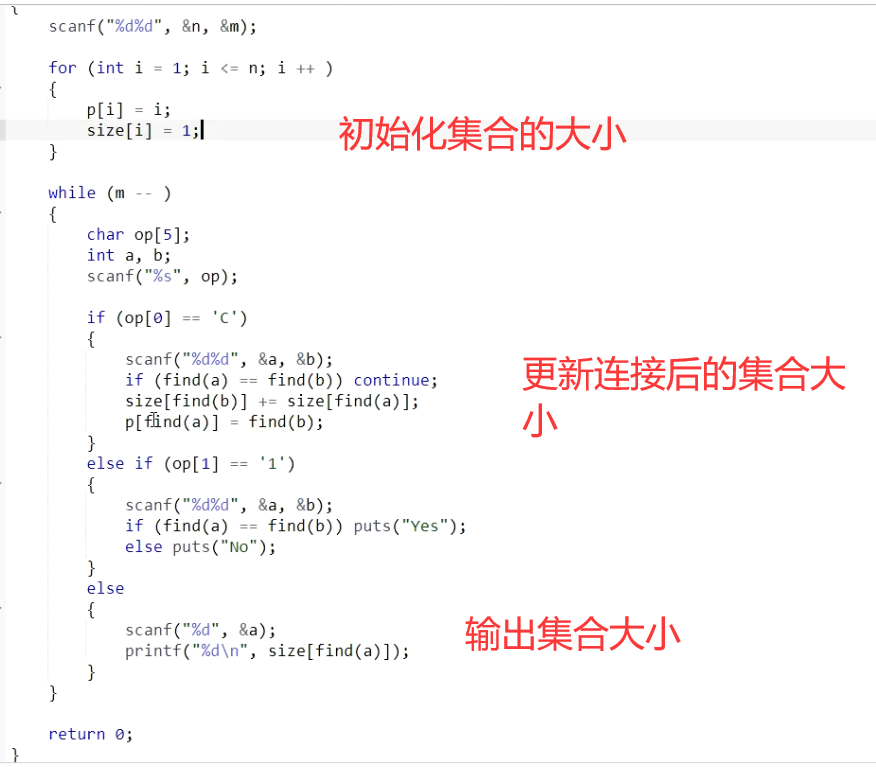 {
scanf("%d%d", &n, &m);
for (int i = 1; i <= n; i ++ )
{
p[i] = i;
size[i] = 1;
初始化集合的大小
}
while (m -- )
{
char op[5];
int a, b;
scanf("%s", op);
if (op[0] == 'C')
{
scanf("%d%d", &a, &b);
if (find(a) == find(b)) continue;
size[find(b)] += size[find(a)];
p[find(a)] = find(b);
更新连接后的集合大
小
}
else if (op[1] == '1')
{
scanf("%d%d", &a, &b);
if (find(a) == find(b)) puts("Yes");
else puts("No");
}
else
{
scanf("%d", &a);
printf("%d\n", size[find(a)]);
输出集合大小
}
}
return 0;
}